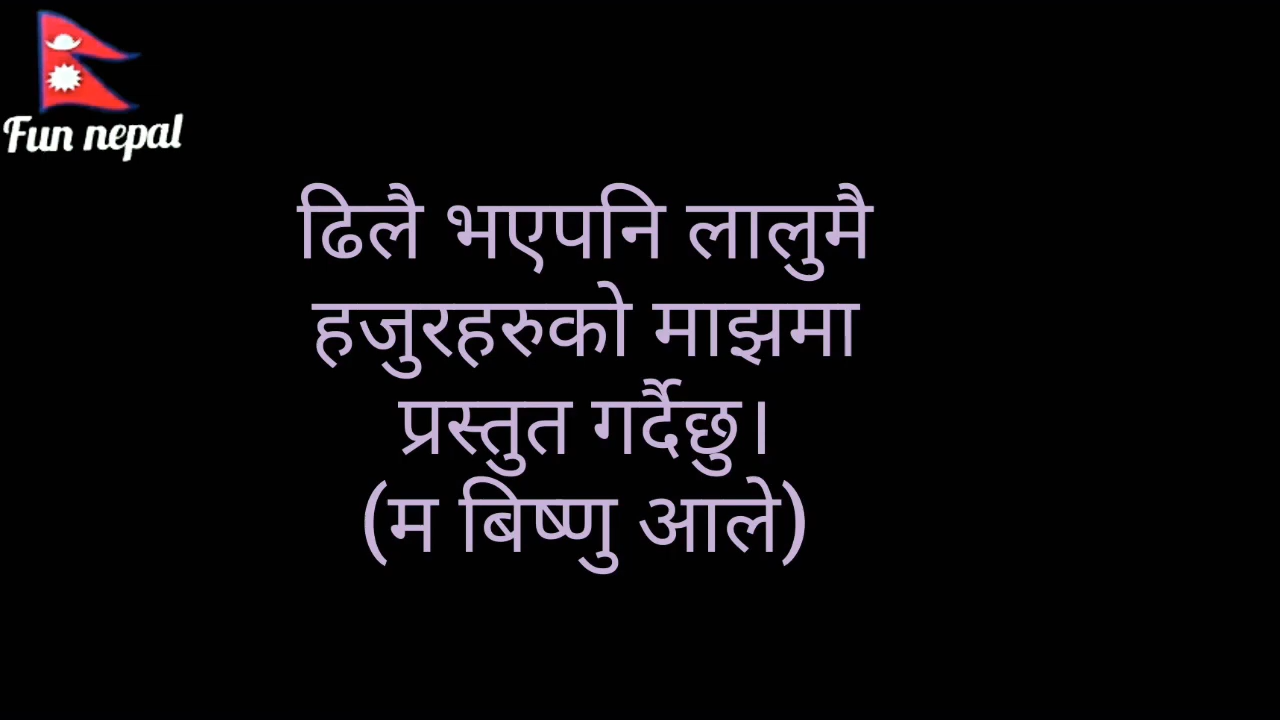 Fun nepal
ढिलै भएपनि लालुमै
हजुरहरुको माझमा
प्रस्तुत गर्दैछु।
(म बिष्णु आले)